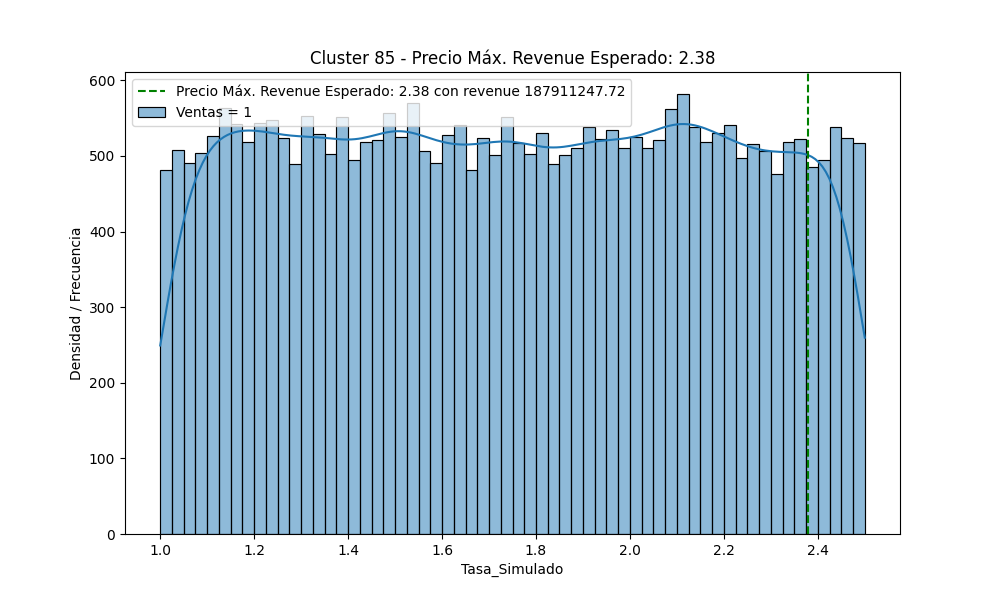 Cluster 85 - Precio Máx. Revenue Esperado: 2.38
Precio Máx. Revenue Esperado: 2.38 con revenue 187911247.72
Ventas = 1
Densidad / Frecuencia
600
500
400
300
200
100
0
1.0 1.2 1.4 1.6 1.8 2.0 2.2 2.4
Tasa_Simulado